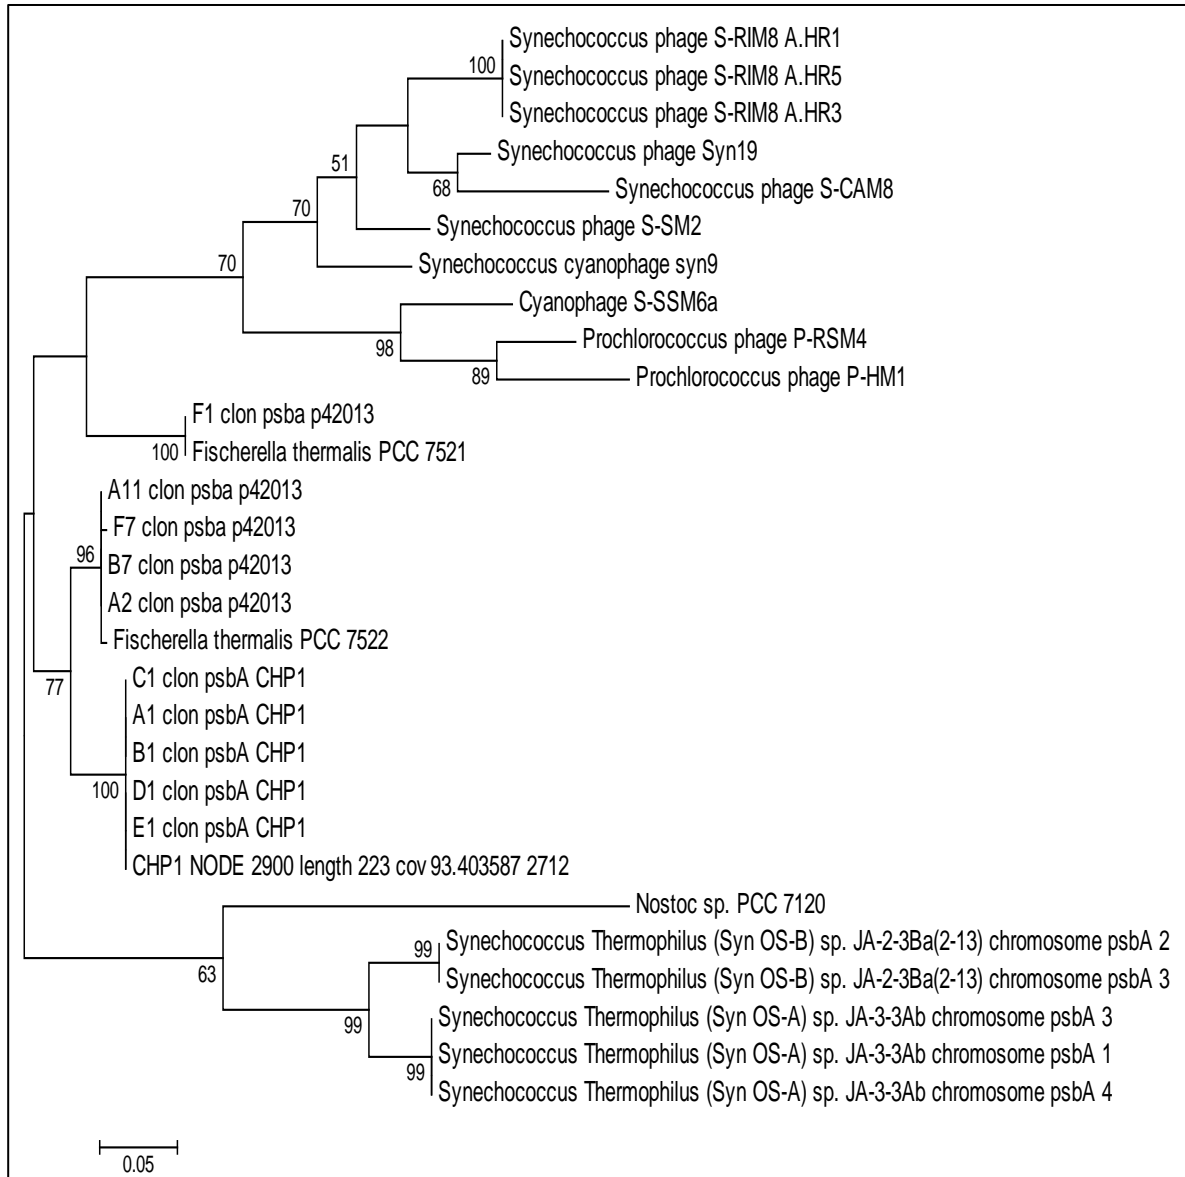 Synechococcus phage S-RIM8 A.HR1
100
Synechococcus phage S-RIM8 A.HR5
Synechococcus phage S-RIM8 A.HR3
Synechococcus phage Syn19
51
68
Synechococcus phage S-CAM8
70
Synechococcus phage S-SM2
70
Synechococcus cyanophage syn9
Cyanophage S-SSM6a
98
Prochlorococcus phage P-RSM4
89
Prochlorococcus phage P-HM1
F1 clon psba p42013
100
Fischerella thermalis PCC 7521
A11 clon psba p42013
F7 clon psba p42013
96
B7 clon psba p42013
A2 clon psba p42013
Fischerella thermalis PCC 7522
77
C1 clon psbA CHP1
A1 clon psbA CHP1
B1 clon psbA CHP1
100
D1 clon psbA CHP1
E1 clon psbA CHP1
CHP1 NODE 2900 length 223 cov 93.403587 2712
Nostoc sp. PCC 7120
99
Synechococcus Thermophilus (Syn OS-B) sp. JA-2-3Ba(2-13) chromosome psbA 2
63
Synechococcus Thermophilus (Syn OS-B) sp. JA-2-3Ba(2-13) chromosome psbA 3
99
Synechococcus Thermophilus (Syn OS-A) sp. JA-3-3Ab chromosome psbA 3
Synechococcus Thermophilus (Syn OS-A) sp. JA-3-3Ab chromosome psbA 1
99
Synechococcus Thermophilus (Syn OS-A) sp. JA-3-3Ab chromosome psbA 4
0.05